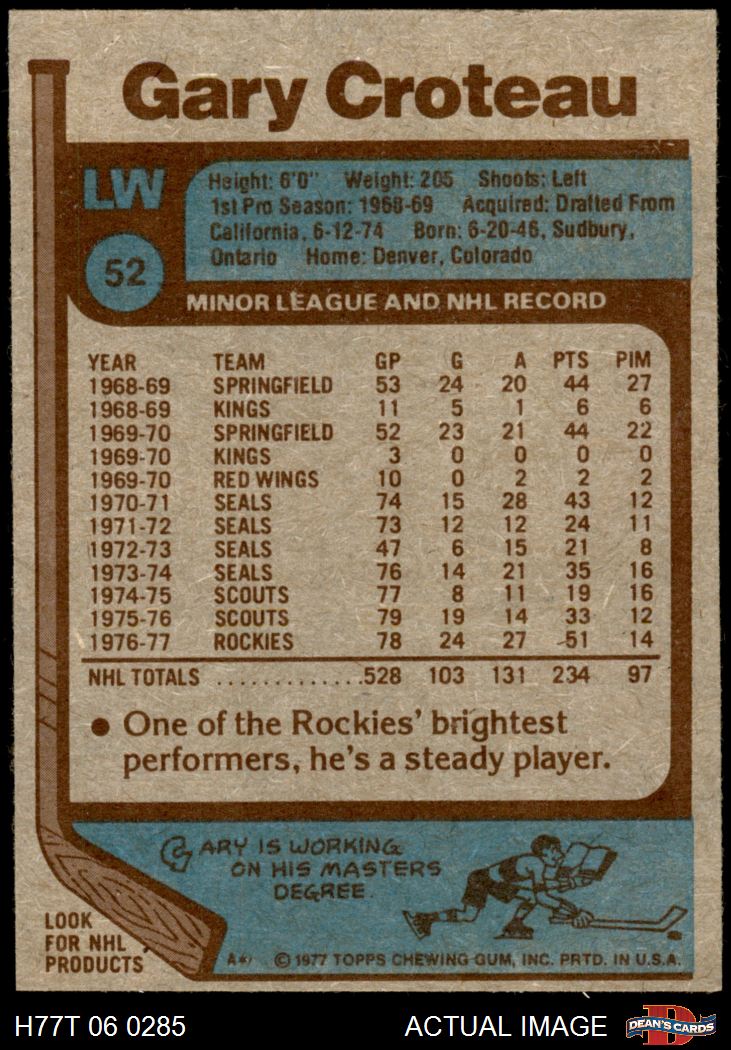 Gary Croteau
LW
Height: 6'0" Weight: 205 Shoots: Left
1st Pro Season: 1968-69 Acquired: Drafted From
California, 6-12-74 Born: 6-20-46, Sudbury,
Ontario Home: Denver, Colorado
52
MINOR LEAGUE AND NHL RECORD
YEAR TEAM GP G A PTS PIM
1968-69 SPRINGFIELD 53 24 20 44 27
1968-69 KINGS 11 5 1 6 6
1969-70 SPRINGFIELD 52 23 21 44 22
1969-70 KINGS 3 0 0 0 0
1969-70 RED WINGS 10 0 2 2 2
1970-71 SEALS 74 15 28 43 12
1971-72 SEALS 73 12 12 24 11
1972-73 SEALS 47 6 15 21 8
1973-74 SEALS 76 14 21 35 16
1974-75 SCOUTS 77 8 11 19 16
1975-76 SCOUTS 79 19 14 33 12
1976-77 ROCKIES 78 24 27 51 14
NHL TOTALS .............528 103 131 234 97
● One of the Rockies' brightest
performers, he's a steady player.
GARY IS WORKING
ON HIS MASTERS
DEGREE.
LOOK
FOR NHL
PRODUCTS
A** © 1977 TOPPS CHEWING GUM, INC. PRTD. IN U.S.A.
H77T 06 0285 ACTUAL IMAGE DEAN'S CARDS